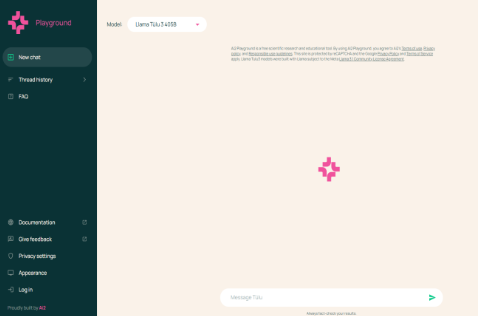 Playground
Model:
Llama Tülu 3 405B
New chat
Thread history
FAQ
Ai2 Playground is a free scientific research and educational tool. By using Ai2 Playground, you agree to Ai2's Terms of use, Privacy
policy, and Responsible use guidelines. This site is protected by reCAPTCHA and the Google Privacy Policy and Terms of Service
apply. Llama Tülu 3 models were built with Llama subject to the Meta Llama 3.1 Community License Agreement.
Documentation
Give feedback
Privacy settings
Appearance
Log in
Message Tülu
Proudly built by Ai2
Always fact-check your results.